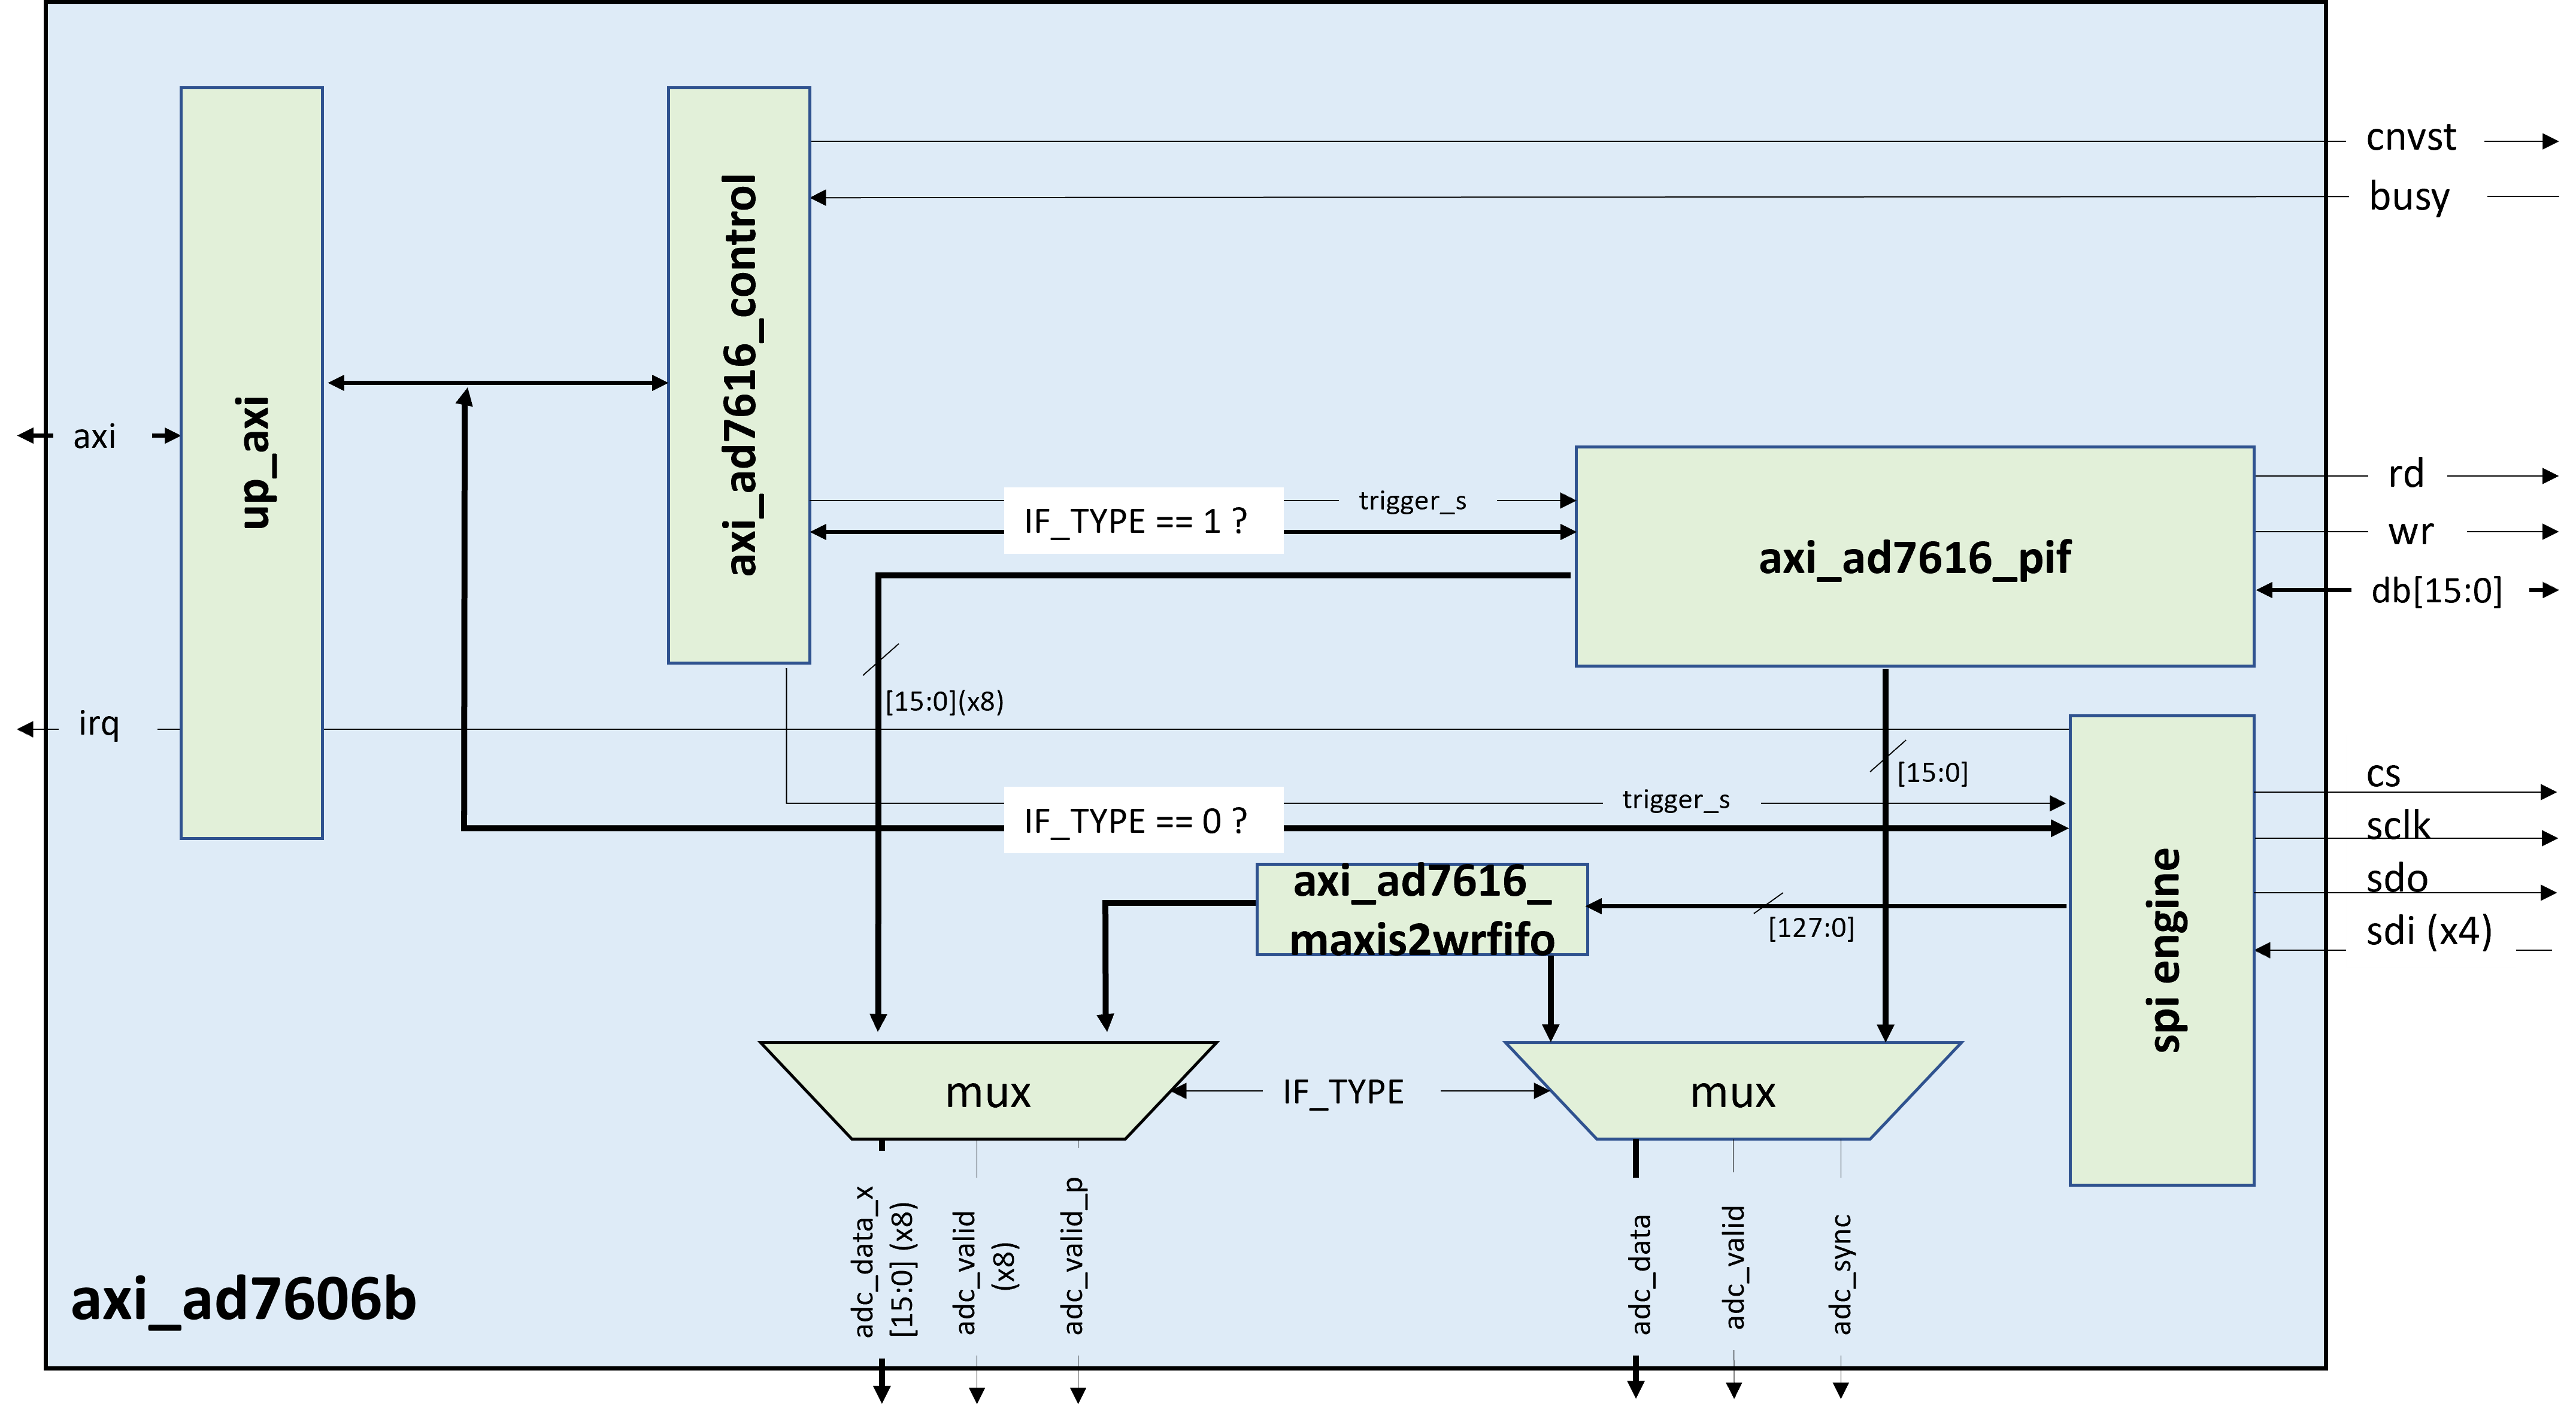 cnvst
busy
axi_ad7616_control
up_axi
axi
rd
IF_TYPE == 1 ?
trigger_s
wr
axi_ad7616_pif
db[15:0]
[15:0](x8)
irq
[15:0]
cs
trigger_s
IF_TYPE == 0 ?
sclk
axi_ad7616_
maxis2wrfifo
sdo
[127:0]
sdi (x4)
spi engine
mux
IF_TYPE
mux
adc_data_x
[15:0] (x8)
adc_valid
(x8)
adc_valid_p
adc_data
adc_valid
adc_sync
axi_ad7606b